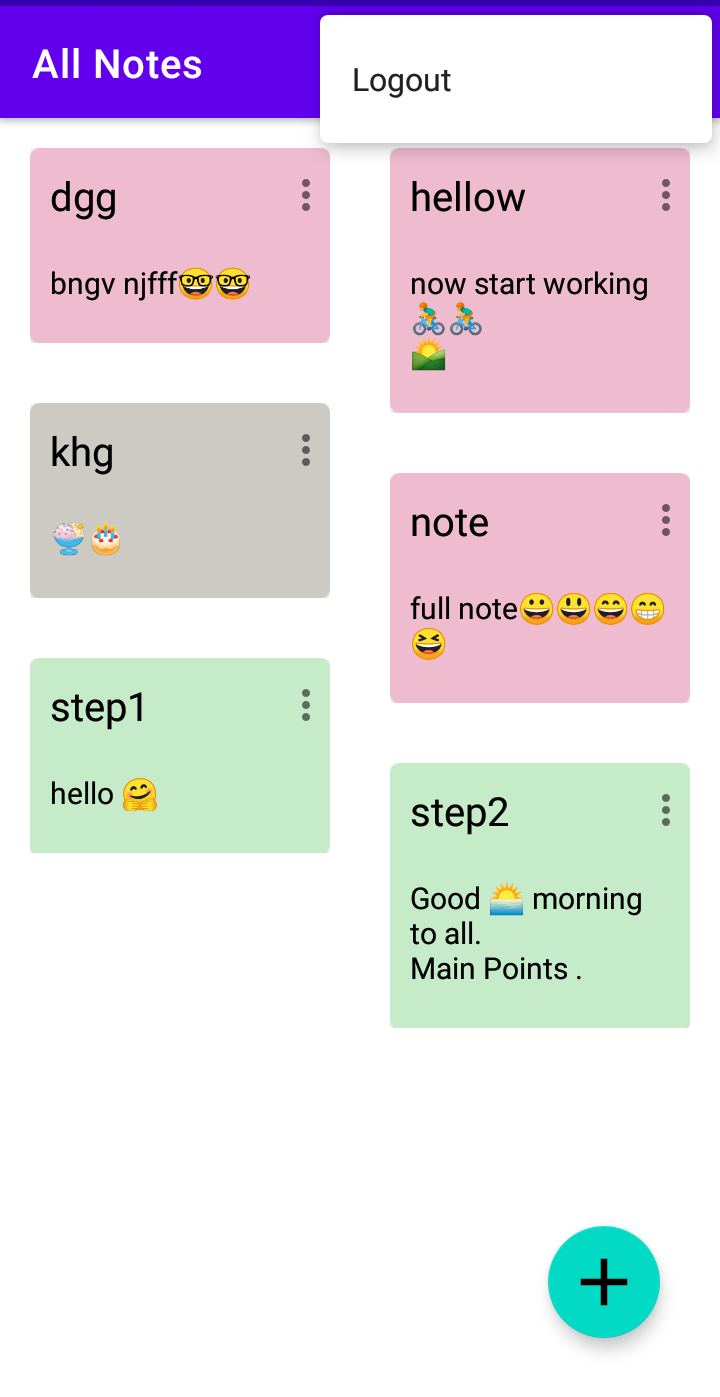 All Notes
Logout
dgg
bngv njfff🤓🤓
hellow
now start working
🚴‍♂️🚴‍♂️
🌄
khg
🍨🎂
note
full note😀😃😄😁
😆
step1
hello 🤗
step2
Good 🌅 morning
to all.
Main Points .